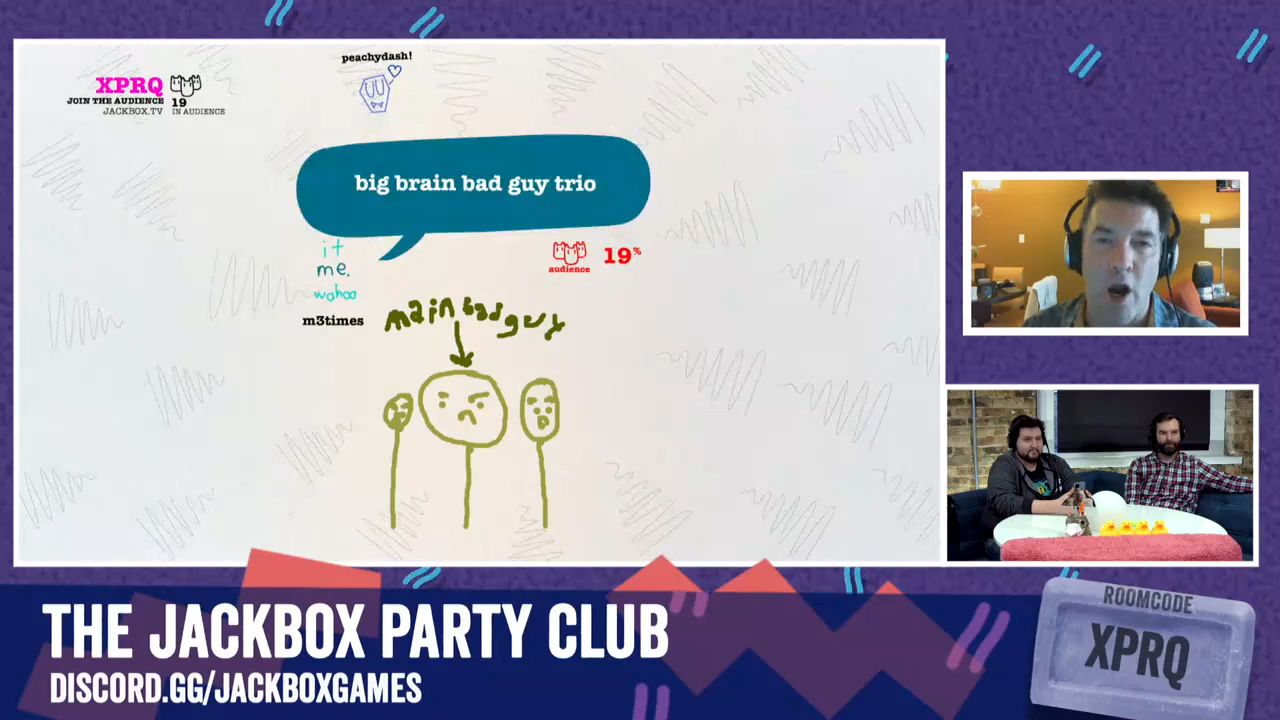 peachydash!
XPRQ
JOIN THE AUDIENCE
JACKBOX.TV
19
IN AUDIENCE
big brain bad guy trio
it
me.
wahoo
m3times
audience
19%
main bad guy
THE JACKBOX PARTY CLUB
DISCORD.GG/JACKBOXGAMES
ROOMCODE
XPRQ